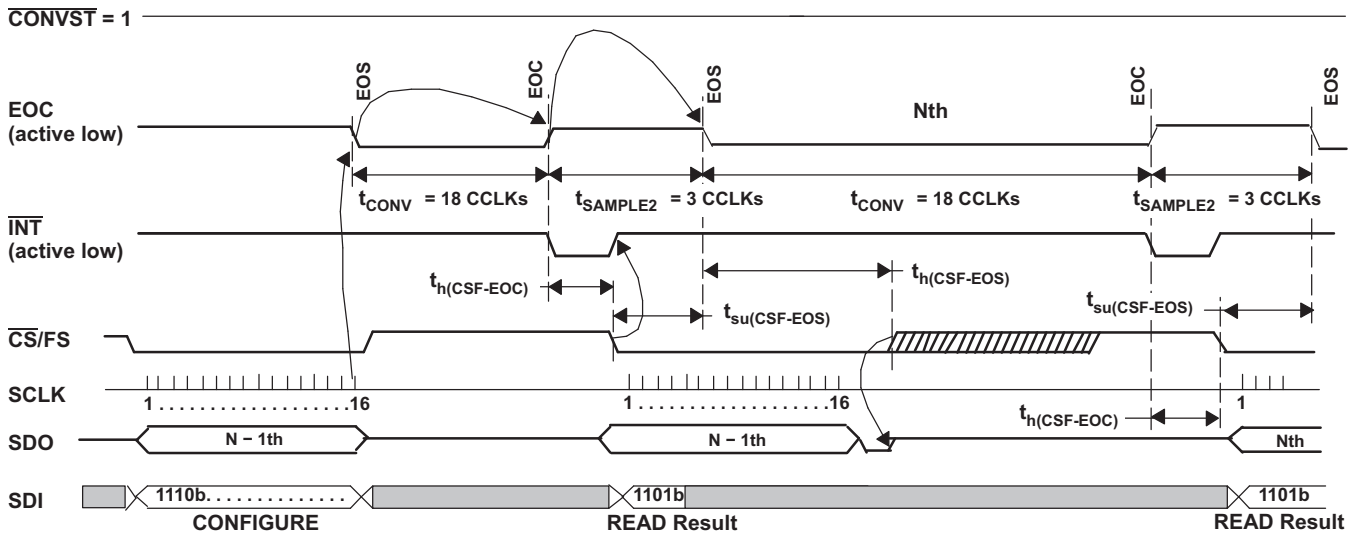 CONVST = 1
EOS
EOC
EOS
EOC
EOS
EOC
(active low)
Nth
tCONV = 18 CCLKs
tSAMPLE2 = 3 CCLKs
tCONV = 18 CCLKs
tSAMPLE2 = 3 CCLKs
INT
(active low)
th(CSF-EOC)
th(CSF-EOS)
tsu(CSF-EOS)
tsu(CSF-EOS)
CS/FS
SCLK
1 . . . . . . . . . . . . . . . . . .16
1 . . . . . . . . . . . . . . . . . .16
1
th(CSF-EOC)
SDO
N − 1th
N − 1th
Nth
SDI
1110b. . . . . . . . . . . . . .
1101b
1101b
CONFIGURE
READ Result
READ Result